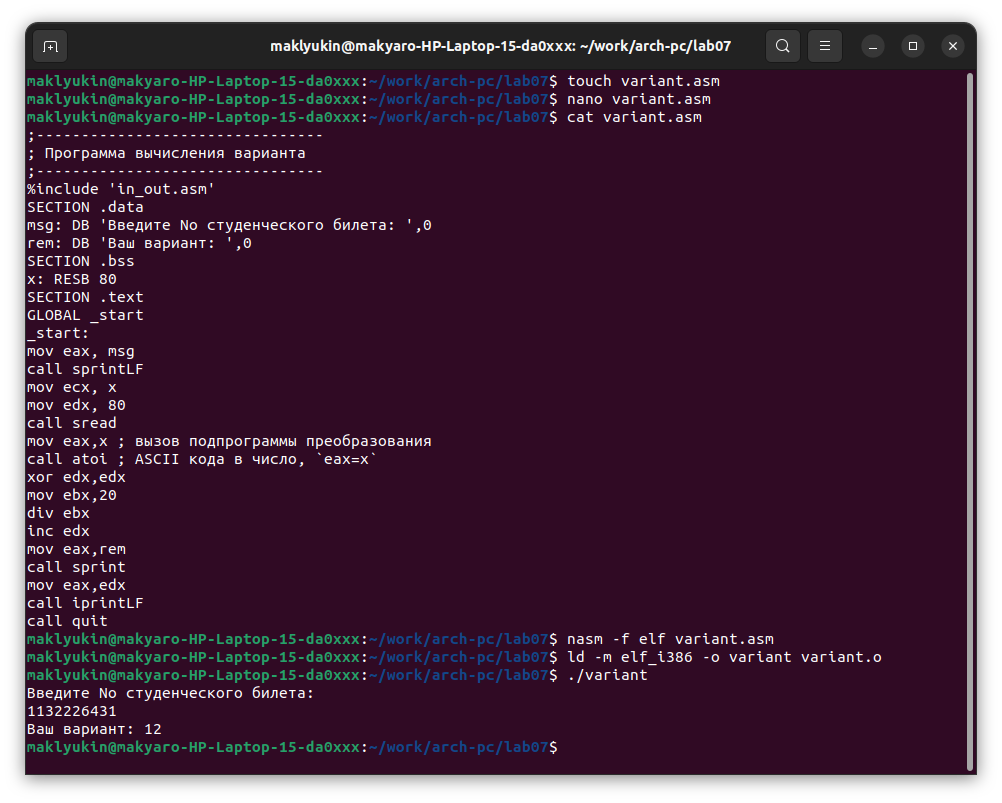 maklyukin@makyaro-HP-Laptop-15-da0xxx: ~/work/arch-pc/lab07
maklyukin@makyaro-HP-Laptop-15-da0xxx:~/work/arch-pc/lab07$ touch variant.asm
maklyukin@makyaro-HP-Laptop-15-da0xxx:~/work/arch-pc/lab07$ nano variant.asm
maklyukin@makyaro-HP-Laptop-15-da0xxx:~/work/arch-pc/lab07$ cat variant.asm
;--------------------------------
; Программа вычисления варианта
;--------------------------------
%include 'in_out.asm'
SECTION .data
msg: DB 'Введите No студенческого билета: ',0
rem: DB 'Ваш вариант: ',0
SECTION .bss
x: RESB 80
SECTION .text
GLOBAL _start
_start:
mov eax, msg
call sprintLF
mov ecx, x
mov edx, 80
call sread
mov eax,x ; вызов подпрограммы преобразования
call atoi ; ASCII кода в число, `eax=x`
xor edx,edx
mov ebx,20
div ebx
inc edx
mov eax,rem
call sprint
mov eax,edx
call iprintLF
call quit
maklyukin@makyaro-HP-Laptop-15-da0xxx:~/work/arch-pc/lab07$ nasm -f elf variant.asm
maklyukin@makyaro-HP-Laptop-15-da0xxx:~/work/arch-pc/lab07$ ld -m elf_i386 -o variant variant.o
maklyukin@makyaro-HP-Laptop-15-da0xxx:~/work/arch-pc/lab07$ ./variant
Введите No студенческого билета:
1132226431
Ваш вариант: 12
maklyukin@makyaro-HP-Laptop-15-da0xxx:~/work/arch-pc/lab07$